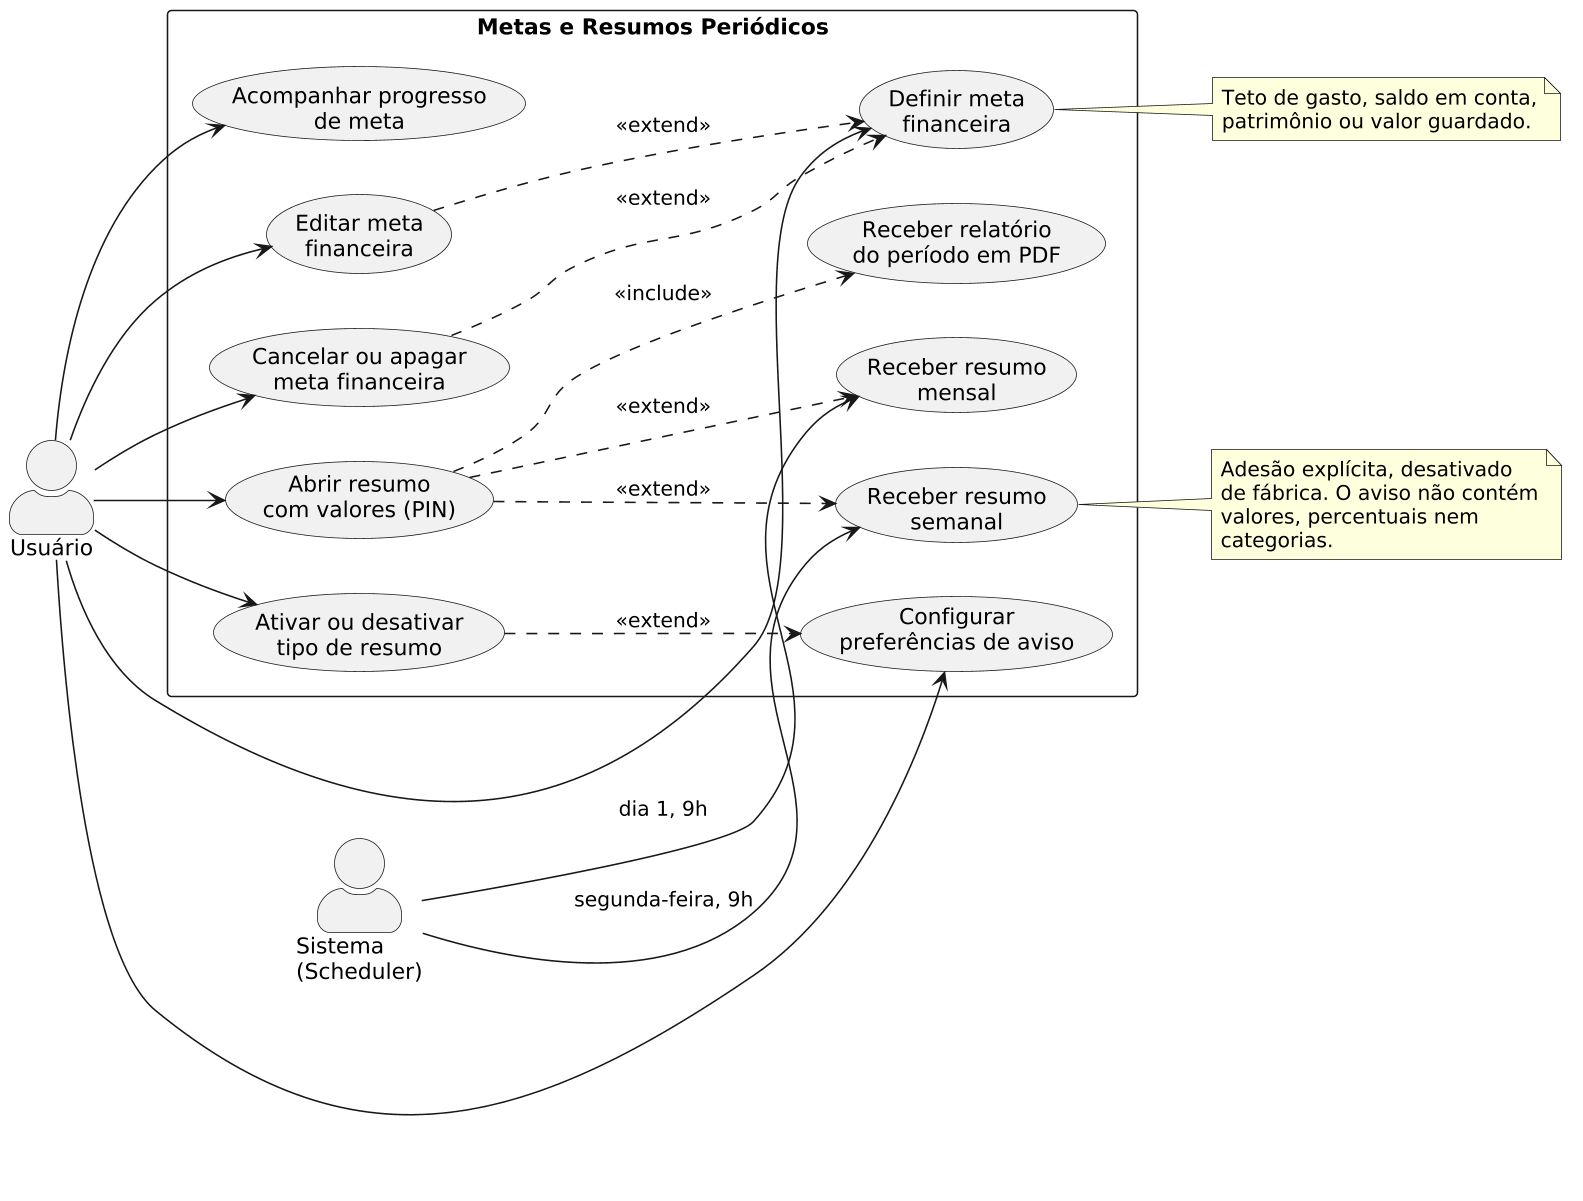 Metas e Resumos Periódicos
Acompanhar progresso
de meta
Definir meta
financeira
Teto de gasto, saldo em conta,
patrimônio ou valor guardado.
«extend»
Editar meta
financeira
«extend»
Receber relatório
do período em PDF
«include»
Cancelar ou apagar
meta financeira
Receber resumo
mensal
«extend»
Abrir resumo
com valores (PIN)
«extend»
Receber resumo
semanal
Adesão explícita, desativado
de fábrica. O aviso não contém
valores, percentuais nem
categorias.
Usuário
Ativar ou desativar
tipo de resumo
«extend»
Configurar
preferências de aviso
dia 1, 9h
segunda-feira, 9h
Sistema
(Scheduler)